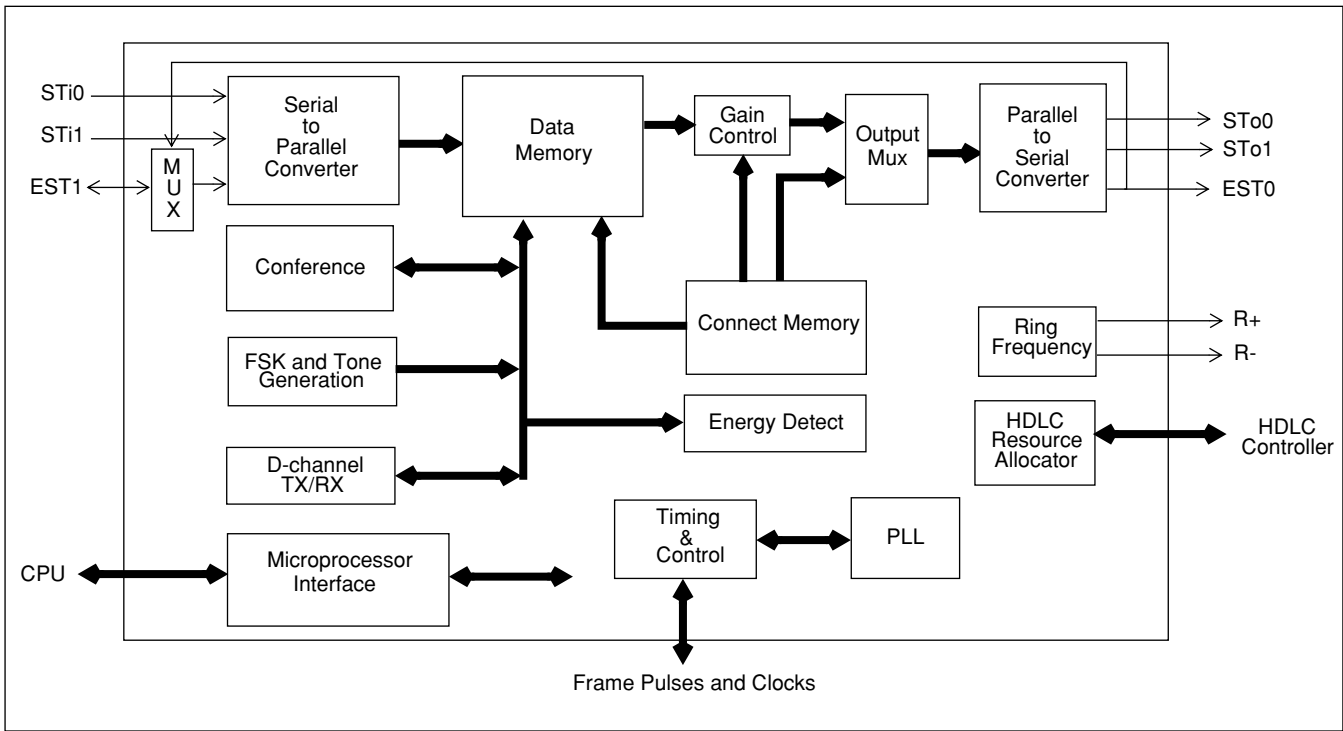 STi0
STi1
EST1
M
U
X
Serial
to
Parallel
Converter
Data
Memory
Gain
Control
Output
Mux
Parallel
to
Serial
Converter
STo0
STo1
EST0
Conference
Connect Memory
Ring
Frequency
R+
R-
FSK and Tone
Generation
Energy Detect
HDLC
Resource
Allocator
HDLC
Controller
D-channel
TX/RX
Timing
&
Control
PLL
CPU
Microprocessor
Interface
Frame Pulses and Clocks